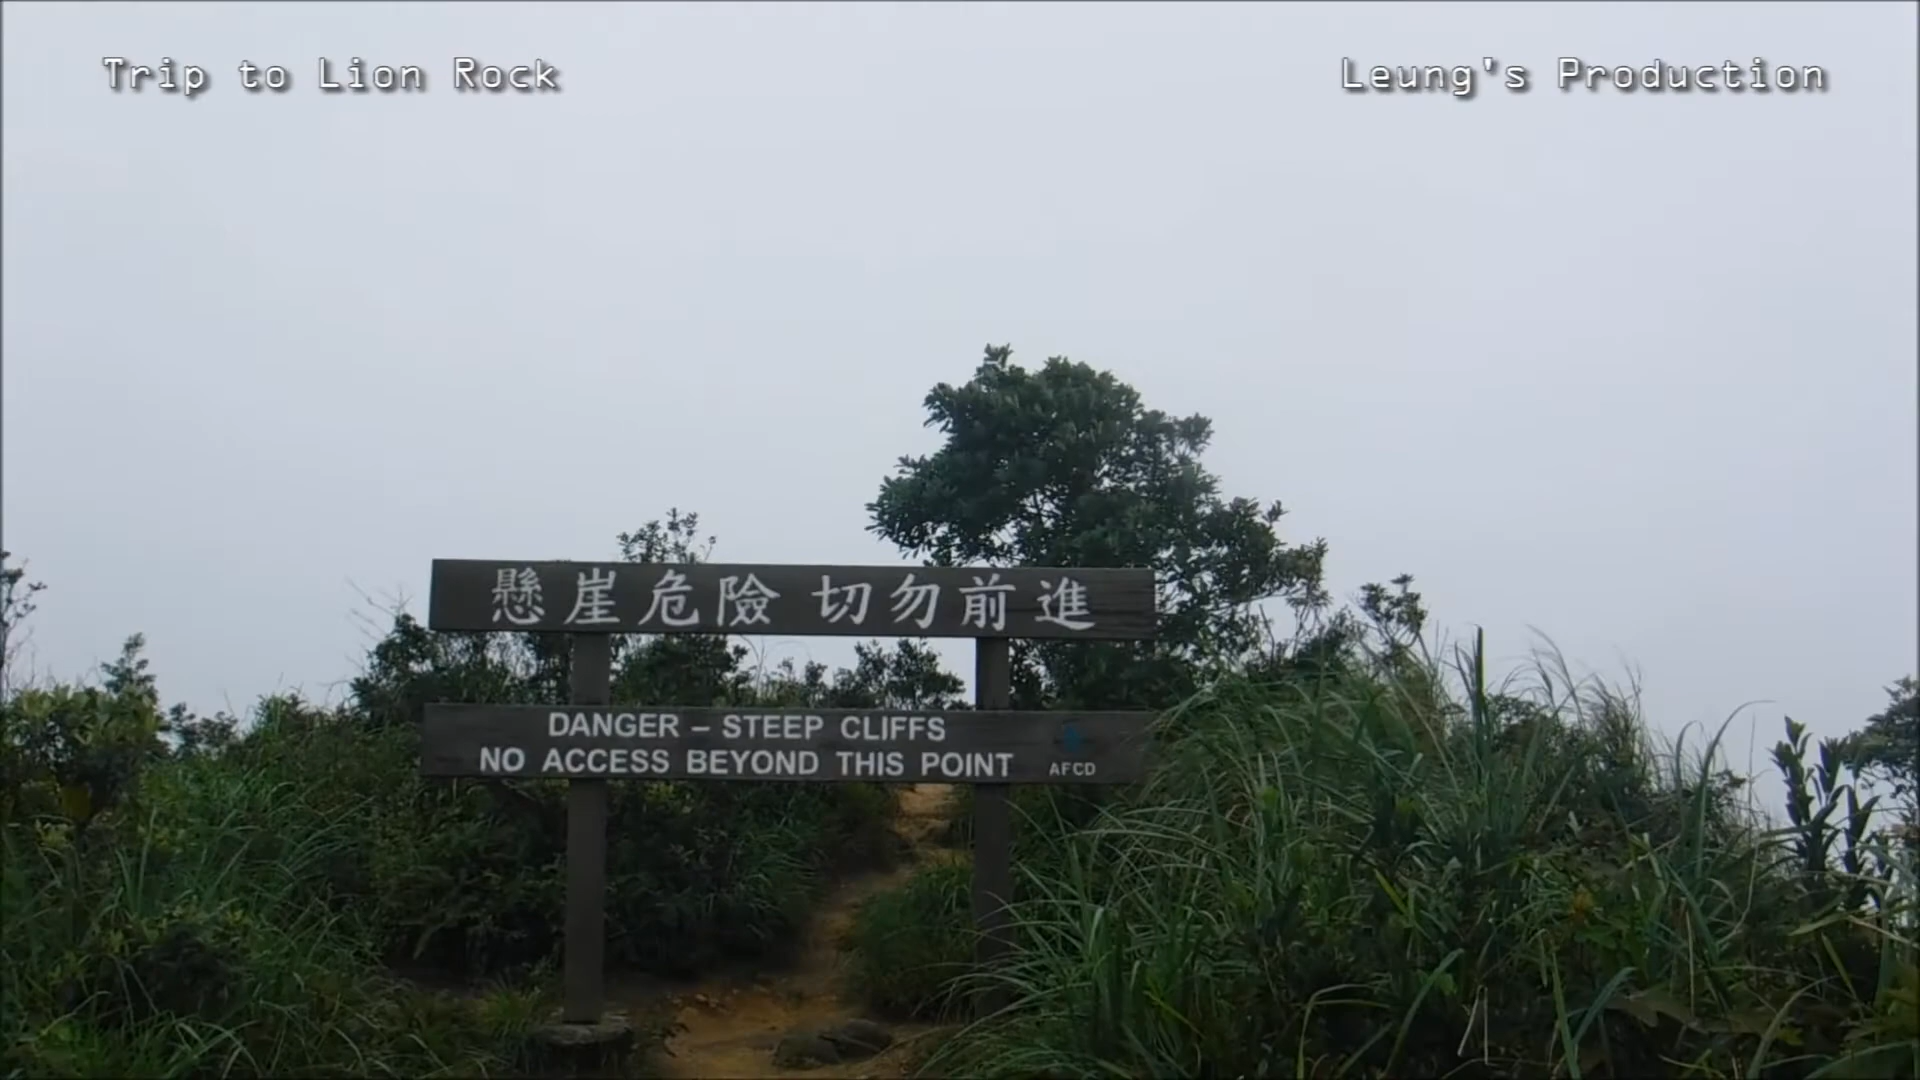 Trip to Lion Rock
Leung's Production
懸崖危險 切勿前進
DANGER – STEEP CLIFFS
NO ACCESS BEYOND THIS POINT
AFCD